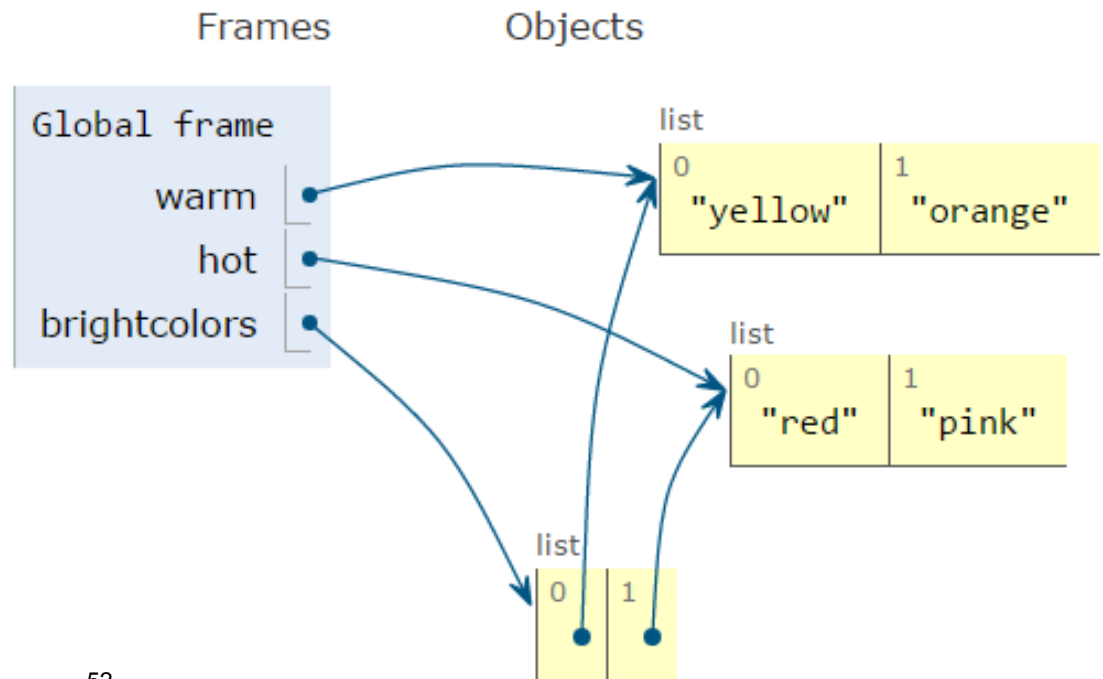 Frames Objects
Global frame
warm
hot
brightcolors
list
0 1
"yellow" "orange"
list
0 1
"red" "pink"
list
0 1
52